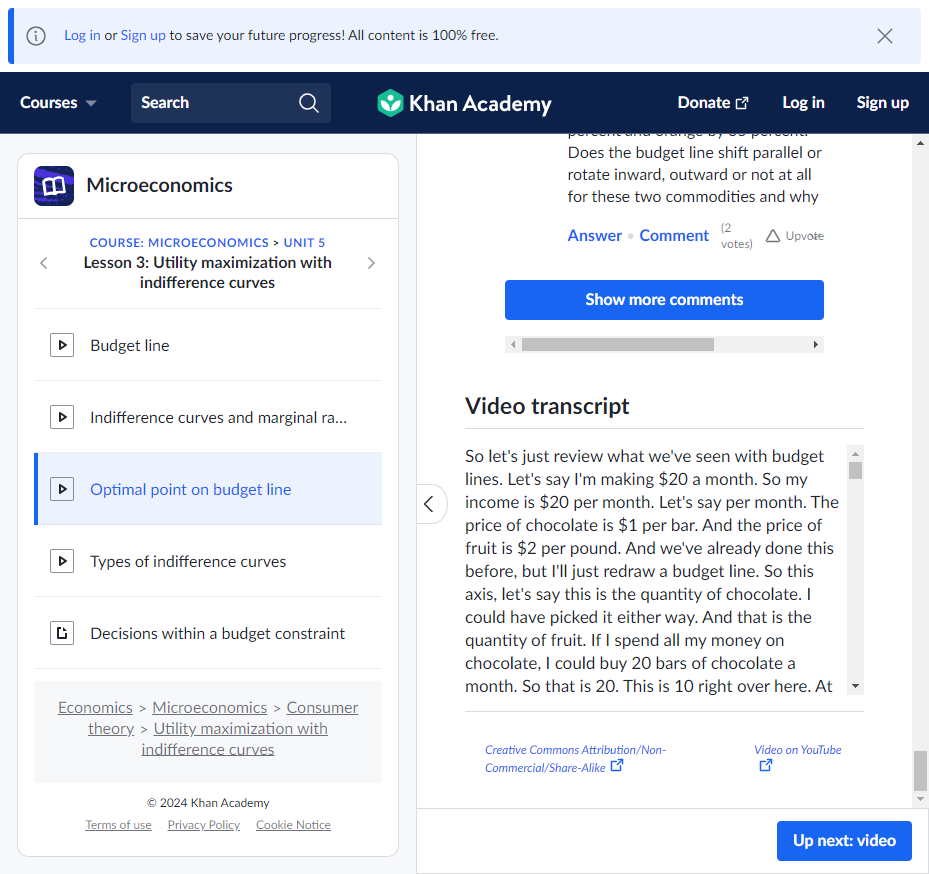 Log in or Sign up to save your future progress! All content is 100% free.
Courses
Search
Khan Academy
Donate
Log in
Sign up
Microeconomics
COURSE: MICROECONOMICS > UNIT 5
Lesson 3: Utility maximization with
indifference curves
Budget line
Indifference curves and marginal ra...
Optimal point on budget line
Types of indifference curves
Decisions within a budget constraint
Economics > Microeconomics > Consumer
theory > Utility maximization with
indifference curves
© 2024 Khan Academy
Terms of use Privacy Policy Cookie Notice
percent and orange by
percent.
Does the budget line shift parallel or
rotate inward, outward or not at all
for these two commodities and why
Answer • Comment (2
votes) Upvote
Show more comments
Video transcript
So let's just review what we've seen with budget
lines. Let's say I'm making $20 a month. So my
income is $20 per month. Let's say per month. The
price of chocolate is $1 per bar. And the price of
fruit is $2 per pound. And we've already done this
before, but I'll just redraw a budget line. So this
axis, let's say this is the quantity of chocolate. I
could have picked it either way. And that is the
quantity of fruit. If I spend all my money on
chocolate, I could buy 20 bars of chocolate a
month. So that is 20. This is 10 right over here. At
Creative Commons Attribution/Non-
Commercial/Share-Alike
Video on YouTube
Up next: video